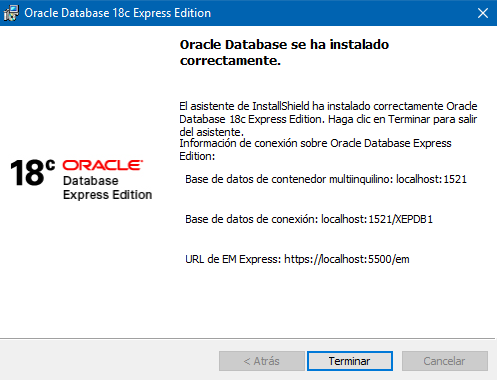 Oracle Database 18c Express Edition
Oracle Database se ha instalado
correctamente.
El asistente de InstallShield ha instalado correctamente Oracle
Database 18c Express Edition. Haga clic en Terminar para salir
del asistente.
Información de conexión sobre Oracle Database Express
Edition:
Base de datos de contenedor multiinquilino: localhost:1521
18c ORACLE
Database
Express Edition
Base de datos de conexión: localhost:1521/XEPDB1
URL de EM Express: https://localhost:5500/em
< Atrás
Terminar
Cancelar